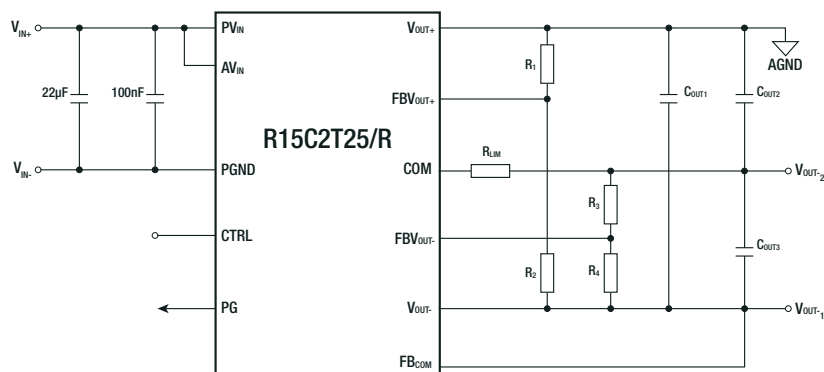 VIN+
PVIN
VOUT+
AGND
R1
AVIN
22µF
100nF
FBVOUT+
COUT1
COUT2
R15C2T25/R
RLIM
VIN-
PGND
COM
VOUT-2
R3
CTRL
FBVOUT-
COUT3
R2
R4
PG
VOUT-
VOUT-1
FBCOM